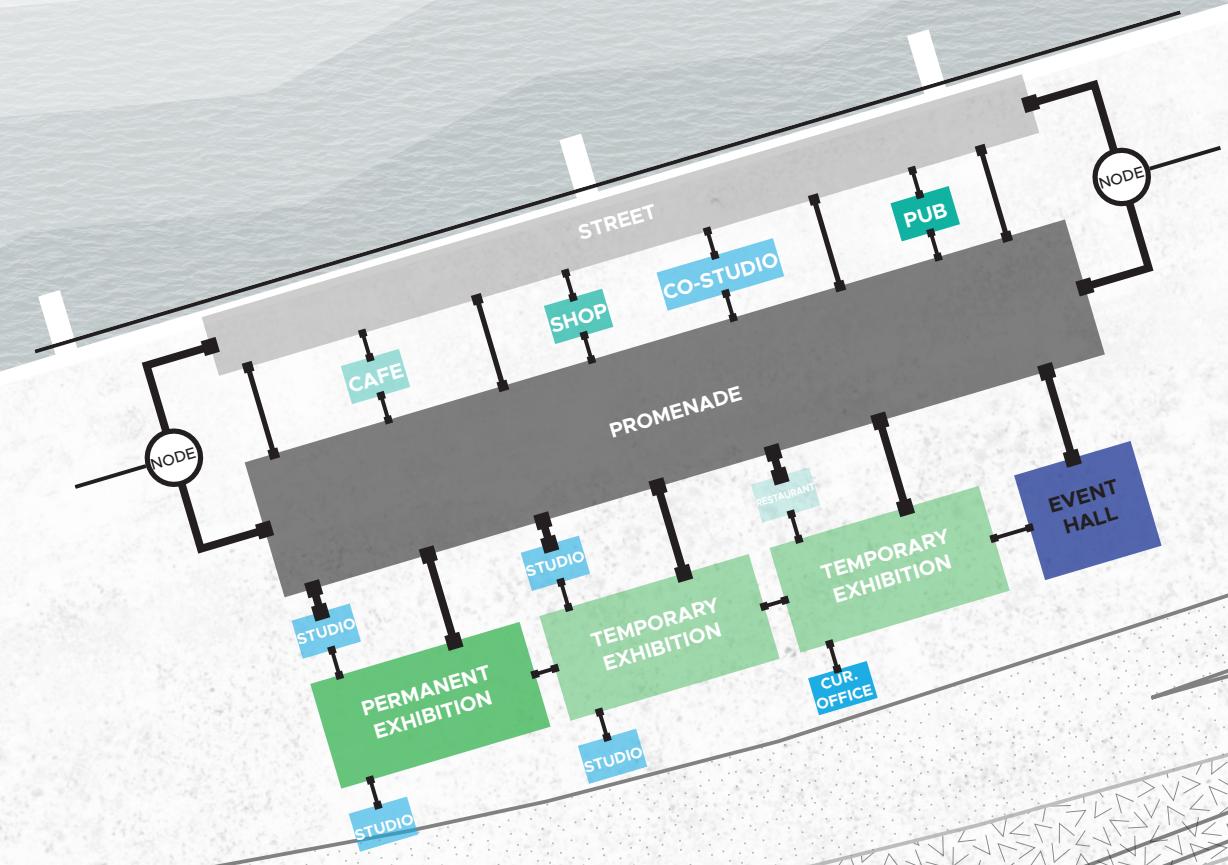 STREET
NODE
PUB
CO-STUDIO
SHOP
CAFE
PROMENADE
NODE
EVENT
HALL
RESTAURANT
TEMPORARY
EXHIBITION
STUDIO
TEMPORARY
EXHIBITION
STUDIO
PERMANENT
EXHIBITION
CUR.
OFFICE
STUDIO
STUDIO